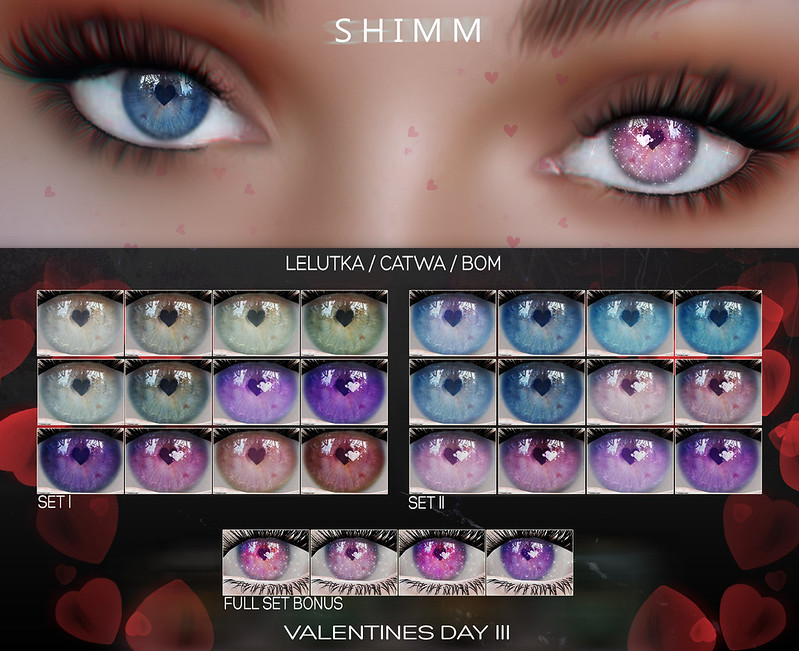 SHIMM
LELUTKA / CATWA / BOM
SET I
SET II
FULL SET BONUS
VALENTINES DAY III